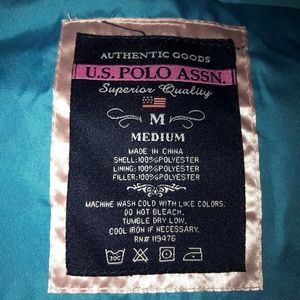 AUTHENTIC GOODS
U.S. POLO ASSN.
Superior Quality
M
MEDIUM
MADE IN CHINA
SHELL: 100%POLYESTER
LINING: 100%POLYESTER
FILLER: 100%POLYESTER
MACHINE WASH COLD WITH LIKE COLORS.
DO NOT BLEACH.
TUMBLE DRY LOW.
COOL IRON IF NECESSARY.
RN# 119476